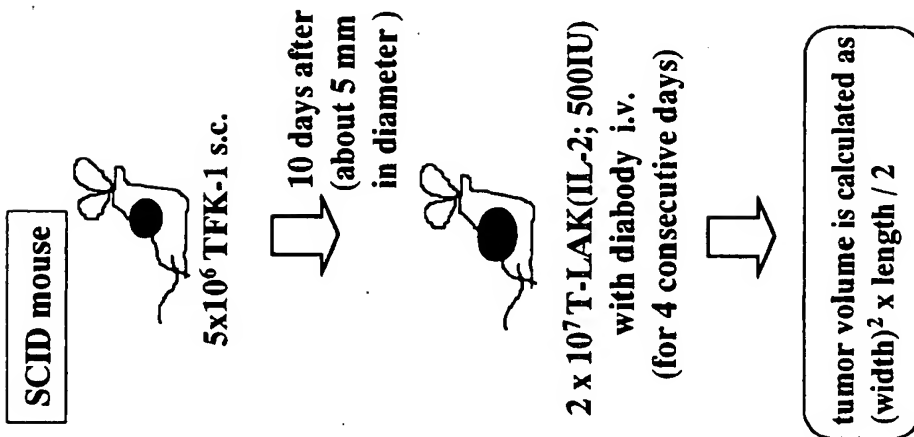 SCID mouse
5x10⁶ TFK-1 s.c.
10 days after
(about 5 mm
in diameter )
2 x 10⁷ T-LAK(IL-2; 500IU)
with diabody i.v.
(for 4 consecutive days)
tumor volume is calculated as
(width)² x length / 2